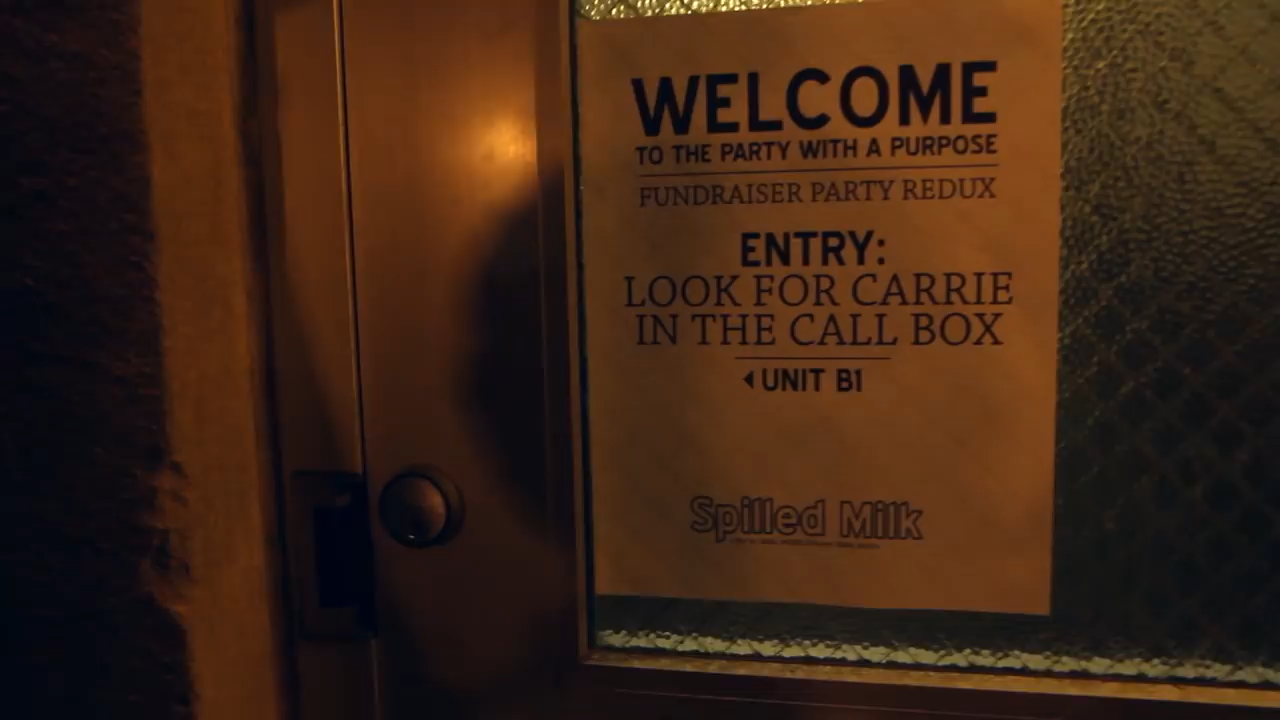 WELCOME
TO THE PARTY WITH A PURPOSE
FUNDRAISER PARTY REDUX
ENTRY:
LOOK FOR CARRIE
IN THE CALL BOX
UNIT B1
Spilled Milk